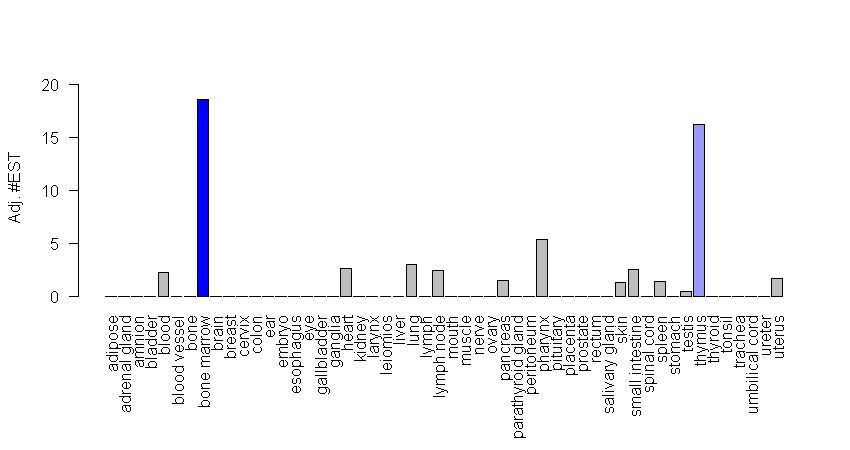 Adj. #EST
20
15
10
5
0
adipose
adrenal gland
amnion
bladder
blood
blood vessel
bone
bone marrow
brain
breast
cervix
colon
ear
embryo
esophagus
eye
gallbladder
ganglia
heart
kidney
larynx
leiomios
liver
lung
lymph
lymph node
mouth
muscle
nerve
ovary
pancreas
parathyroid gland
peritoneum
pharynx
pituitary
placenta
prostate
rectum
salivary gland
skin
small intestine
spinal cord
spleen
stomach
testis
thymus
thyroid
tonsil
trachea
umbilical cord
ureter
uterus